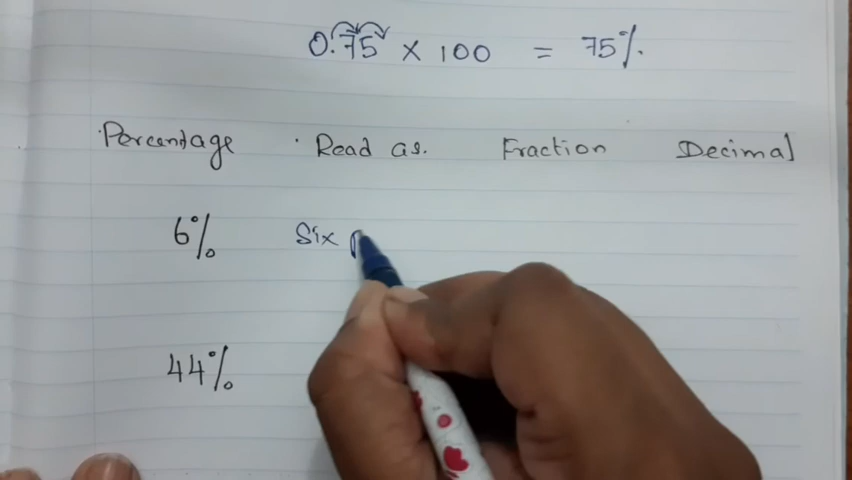 0.75 × 100 = 75%.
Percentage Read as. Fraction Decimal
6% Six
44%